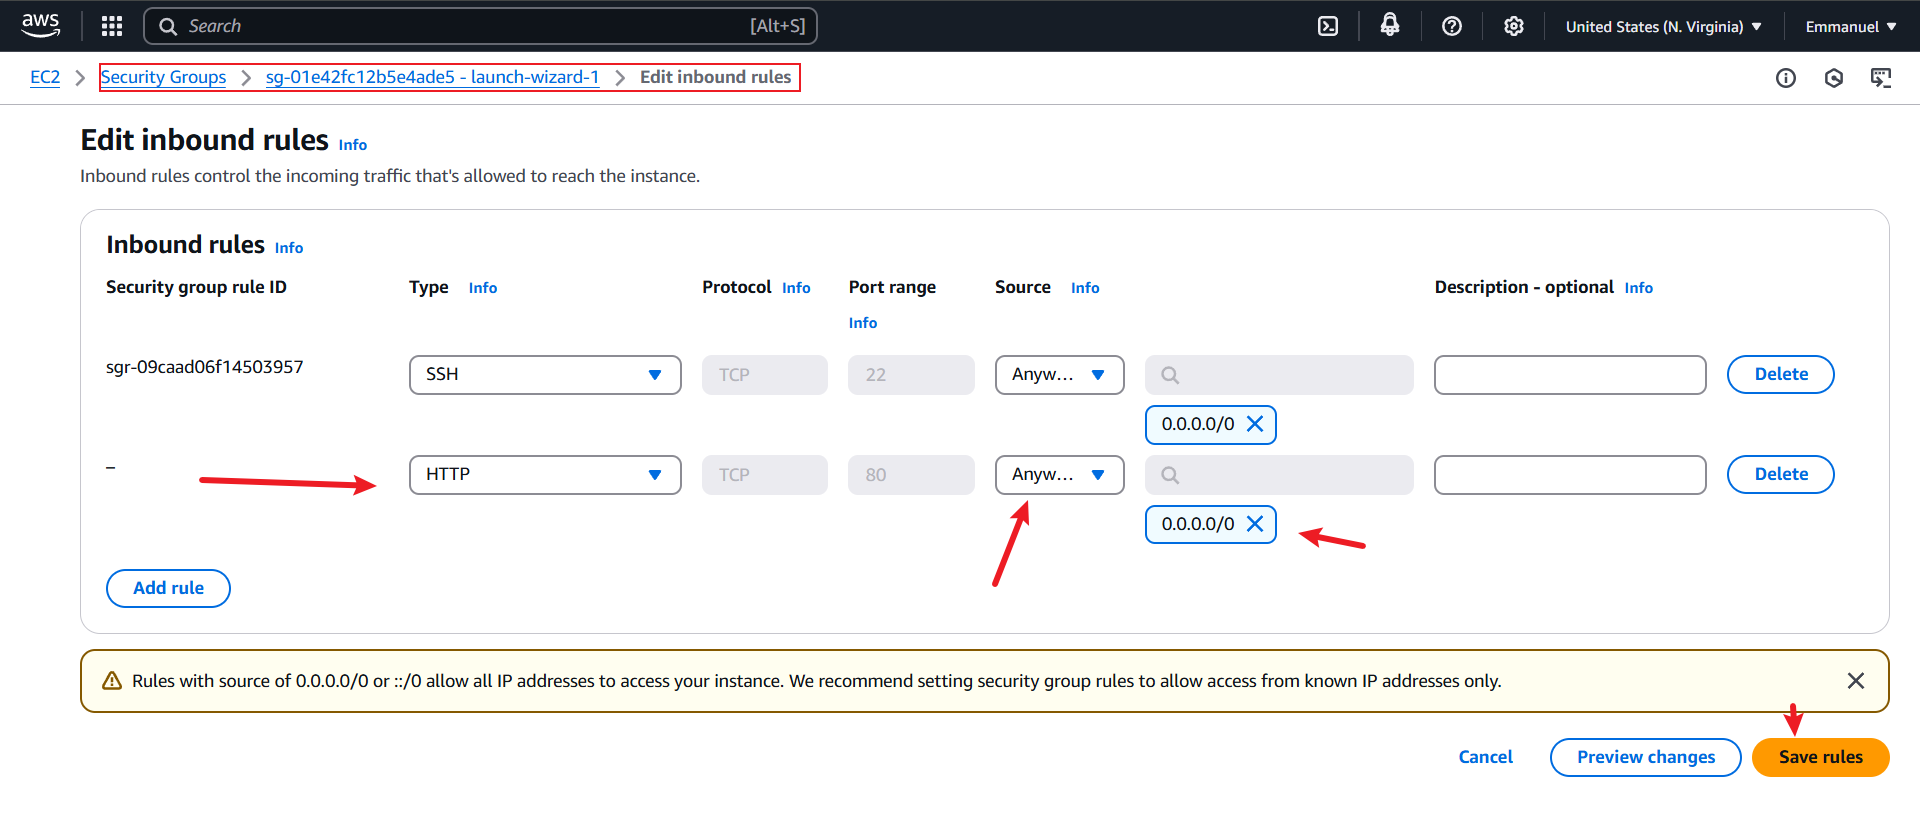 aws
Search [Alt+S]
United States (N. Virginia) Emmanuel
EC2 Security Groups sg-01e42fc12b5e4ade5 - launch-wizard-1 Edit inbound rules
Edit inbound rules Info
Inbound rules control the incoming traffic that's allowed to reach the instance.
Inbound rules Info
Security group rule ID Type Info Protocol Info Port range Source Info Description - optional Info
Info
sgr-09caad06f14503957 SSH TCP 22 Anyw... Delete
0.0.0.0/0
– HTTP TCP 80 Anyw... Delete
0.0.0.0/0
Add rule
Rules with source of 0.0.0.0/0 or ::/0 allow all IP addresses to access your instance. We recommend setting security group rules to allow access from known IP addresses only.
Cancel Preview changes Save rules